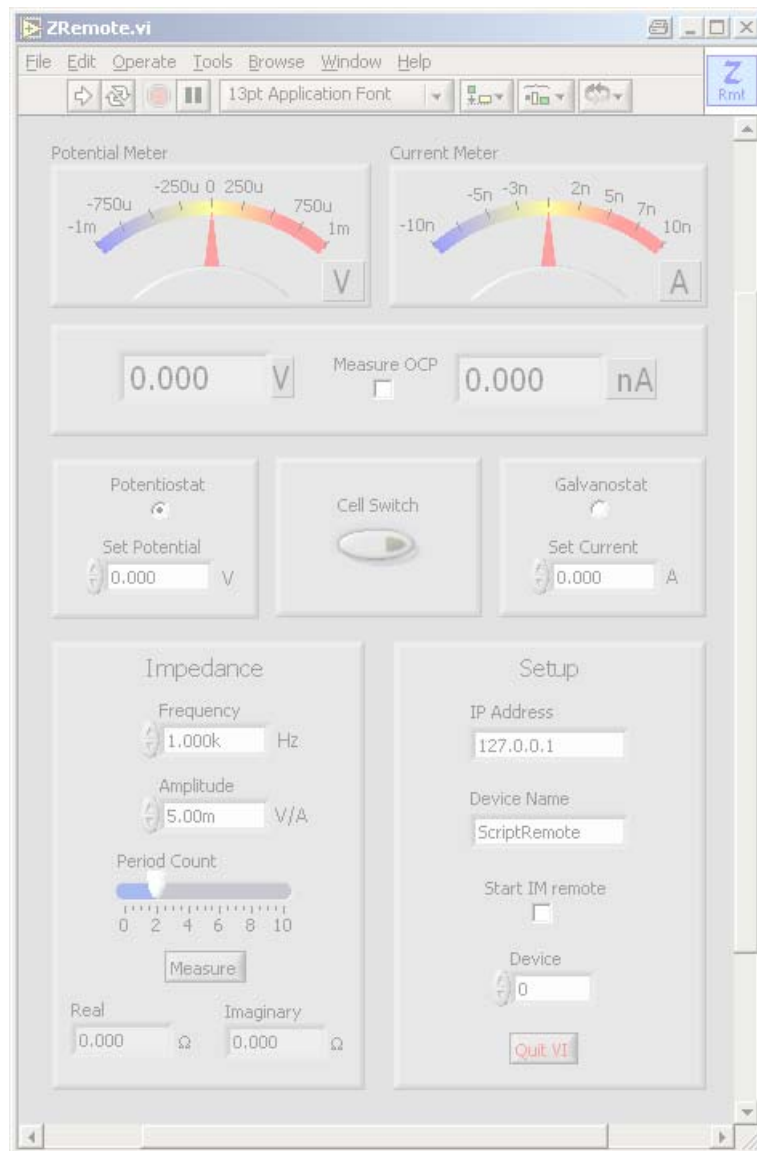 ZRemote.vi
File Edit Operate Tools Browse Window Help
Z
Rmt
13pt Application Font
Potential Meter
-1m -750u -250u 0 250u 750u 1m
V
Current Meter
-10n -5n -3n 2n 5n 7n 10n
A
0.000 V
Measure OCP
0.000 nA
Potentiostat
Set Potential
0.000 V
Cell Switch
Galvanostat
Set Current
0.000 A
Impedance
Frequency
1.000k Hz
Amplitude
5.00m V/A
Period Count
0 2 4 6 8 10
Measure
Real Imaginary
0.000 Ω 0.000 Ω
Setup
IP Address
127.0.0.1
Device Name
ScriptRemote
Start IM remote
Device
0
Quit VI